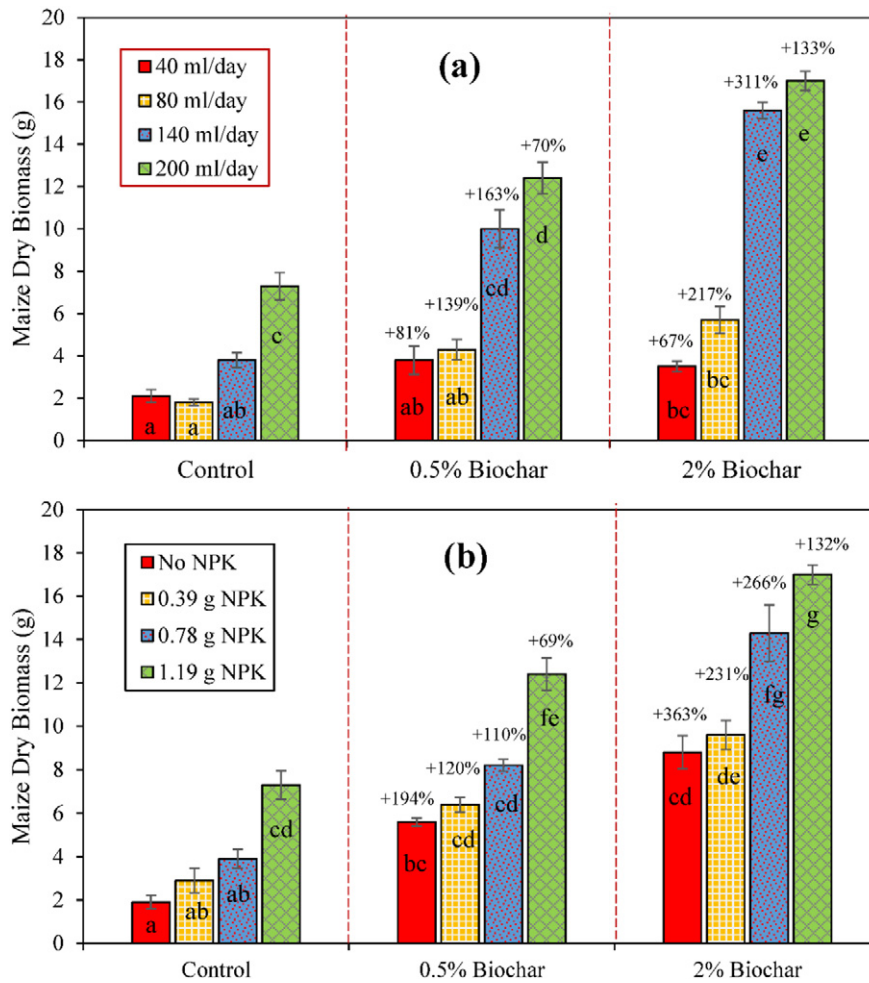 20
18
16
14
12
10
8
6
4
2
0
Maize Dry Biomass (g)
(a)
40 ml/day
80 ml/day
140 ml/day
200 ml/day
a
a
ab
c
+81%
ab
+139%
ab
+163%
cd
+70%
d
+67%
bc
+217%
bc
+311%
e
+133%
e
Control
0.5% Biochar
2% Biochar
20
18
16
14
12
10
8
6
4
2
0
Maize Dry Biomass (g)
(b)
No NPK
0.39 g NPK
0.78 g NPK
1.19 g NPK
a
ab
ab
cd
+194%
bc
+120%
cd
+110%
cd
+69%
fe
+363%
cd
+231%
de
+266%
fg
+132%
g
Control
0.5% Biochar
2% Biochar